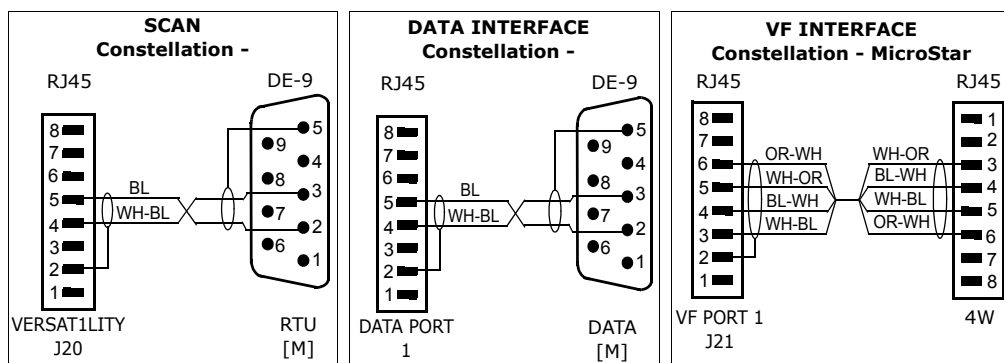 SCAN
Constellation -
RJ45
DE-9
8
7
6
5
4
3
2
1
BL
WH-BL
5
9
4
8
3
7
2
6
1
VERSAT1LITY
J20
RTU
[M]
DATA INTERFACE
Constellation -
RJ45
DE-9
8
7
6
5
4
3
2
1
BL
WH-BL
5
9
4
8
3
7
2
6
1
DATA PORT
1
DATA
[M]
VF INTERFACE
Constellation - MicroStar
RJ45
RJ45
8
7
6
5
4
3
2
1
OR-WH
WH-OR
BL-WH
WH-BL
WH-OR
BL-WH
WH-BL
OR-WH
1
2
3
4
5
6
7
8
VF PORT 1
J21
4W